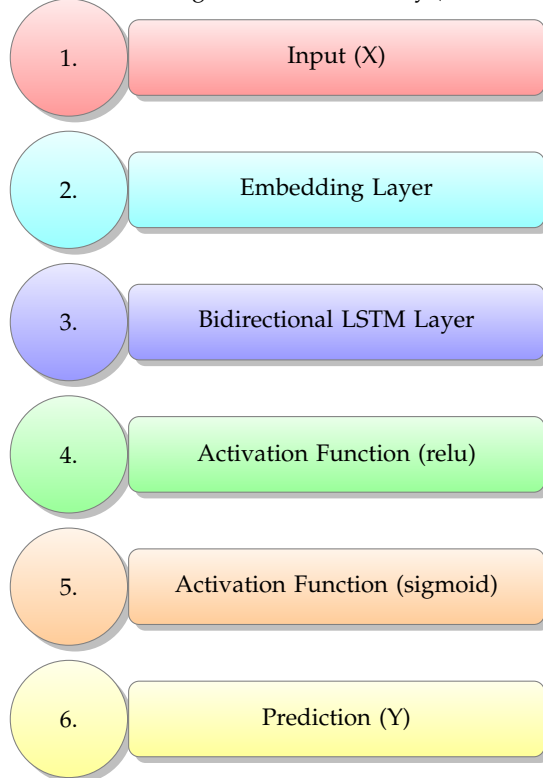 1. Input (X)
2. Embedding Layer
3. Bidirectional LSTM Layer
4. Activation Function (relu)
5. Activation Function (sigmoid)
6. Prediction (Y)